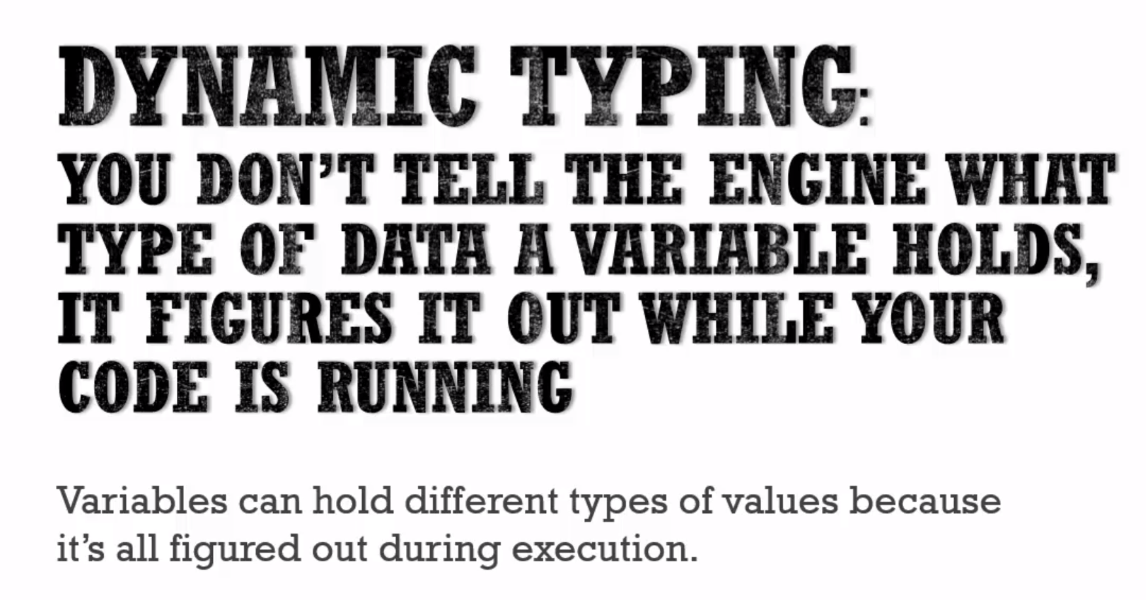 DYNAMIC TYPING:
YOU DON’T TELL THE ENGINE WHAT
TYPE OF DATA A VARIABLE HOLDS,
IT FIGURES IT OUT WHILE YOUR
CODE IS RUNNING
Variables can hold different types of values because
it’s all figured out during execution.